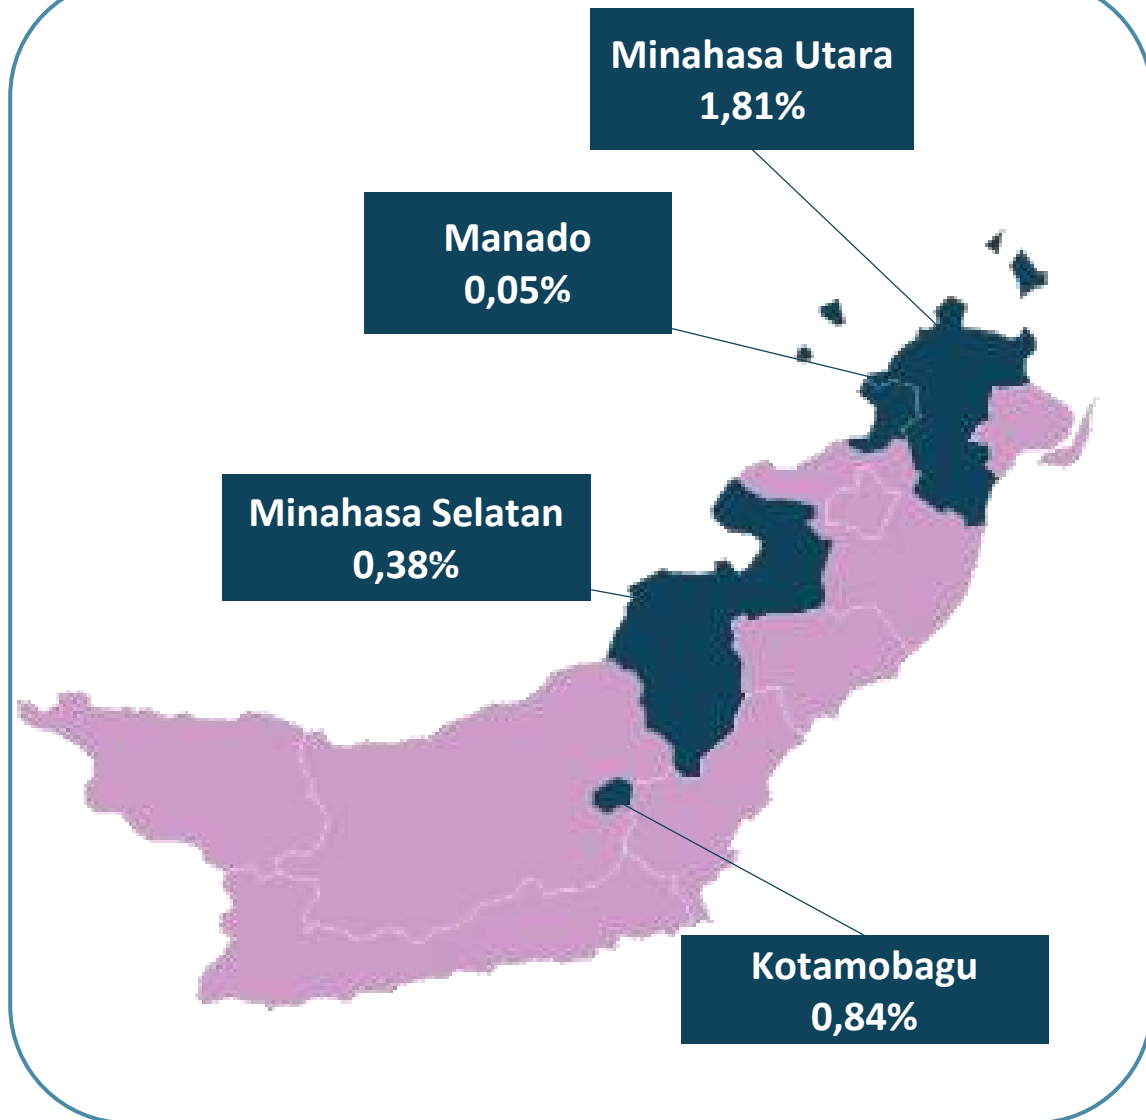 Minahasa Utara
1,81%
Manado
0,05%
Minahasa Selatan
0,38%
Kotamobagu
0,84%